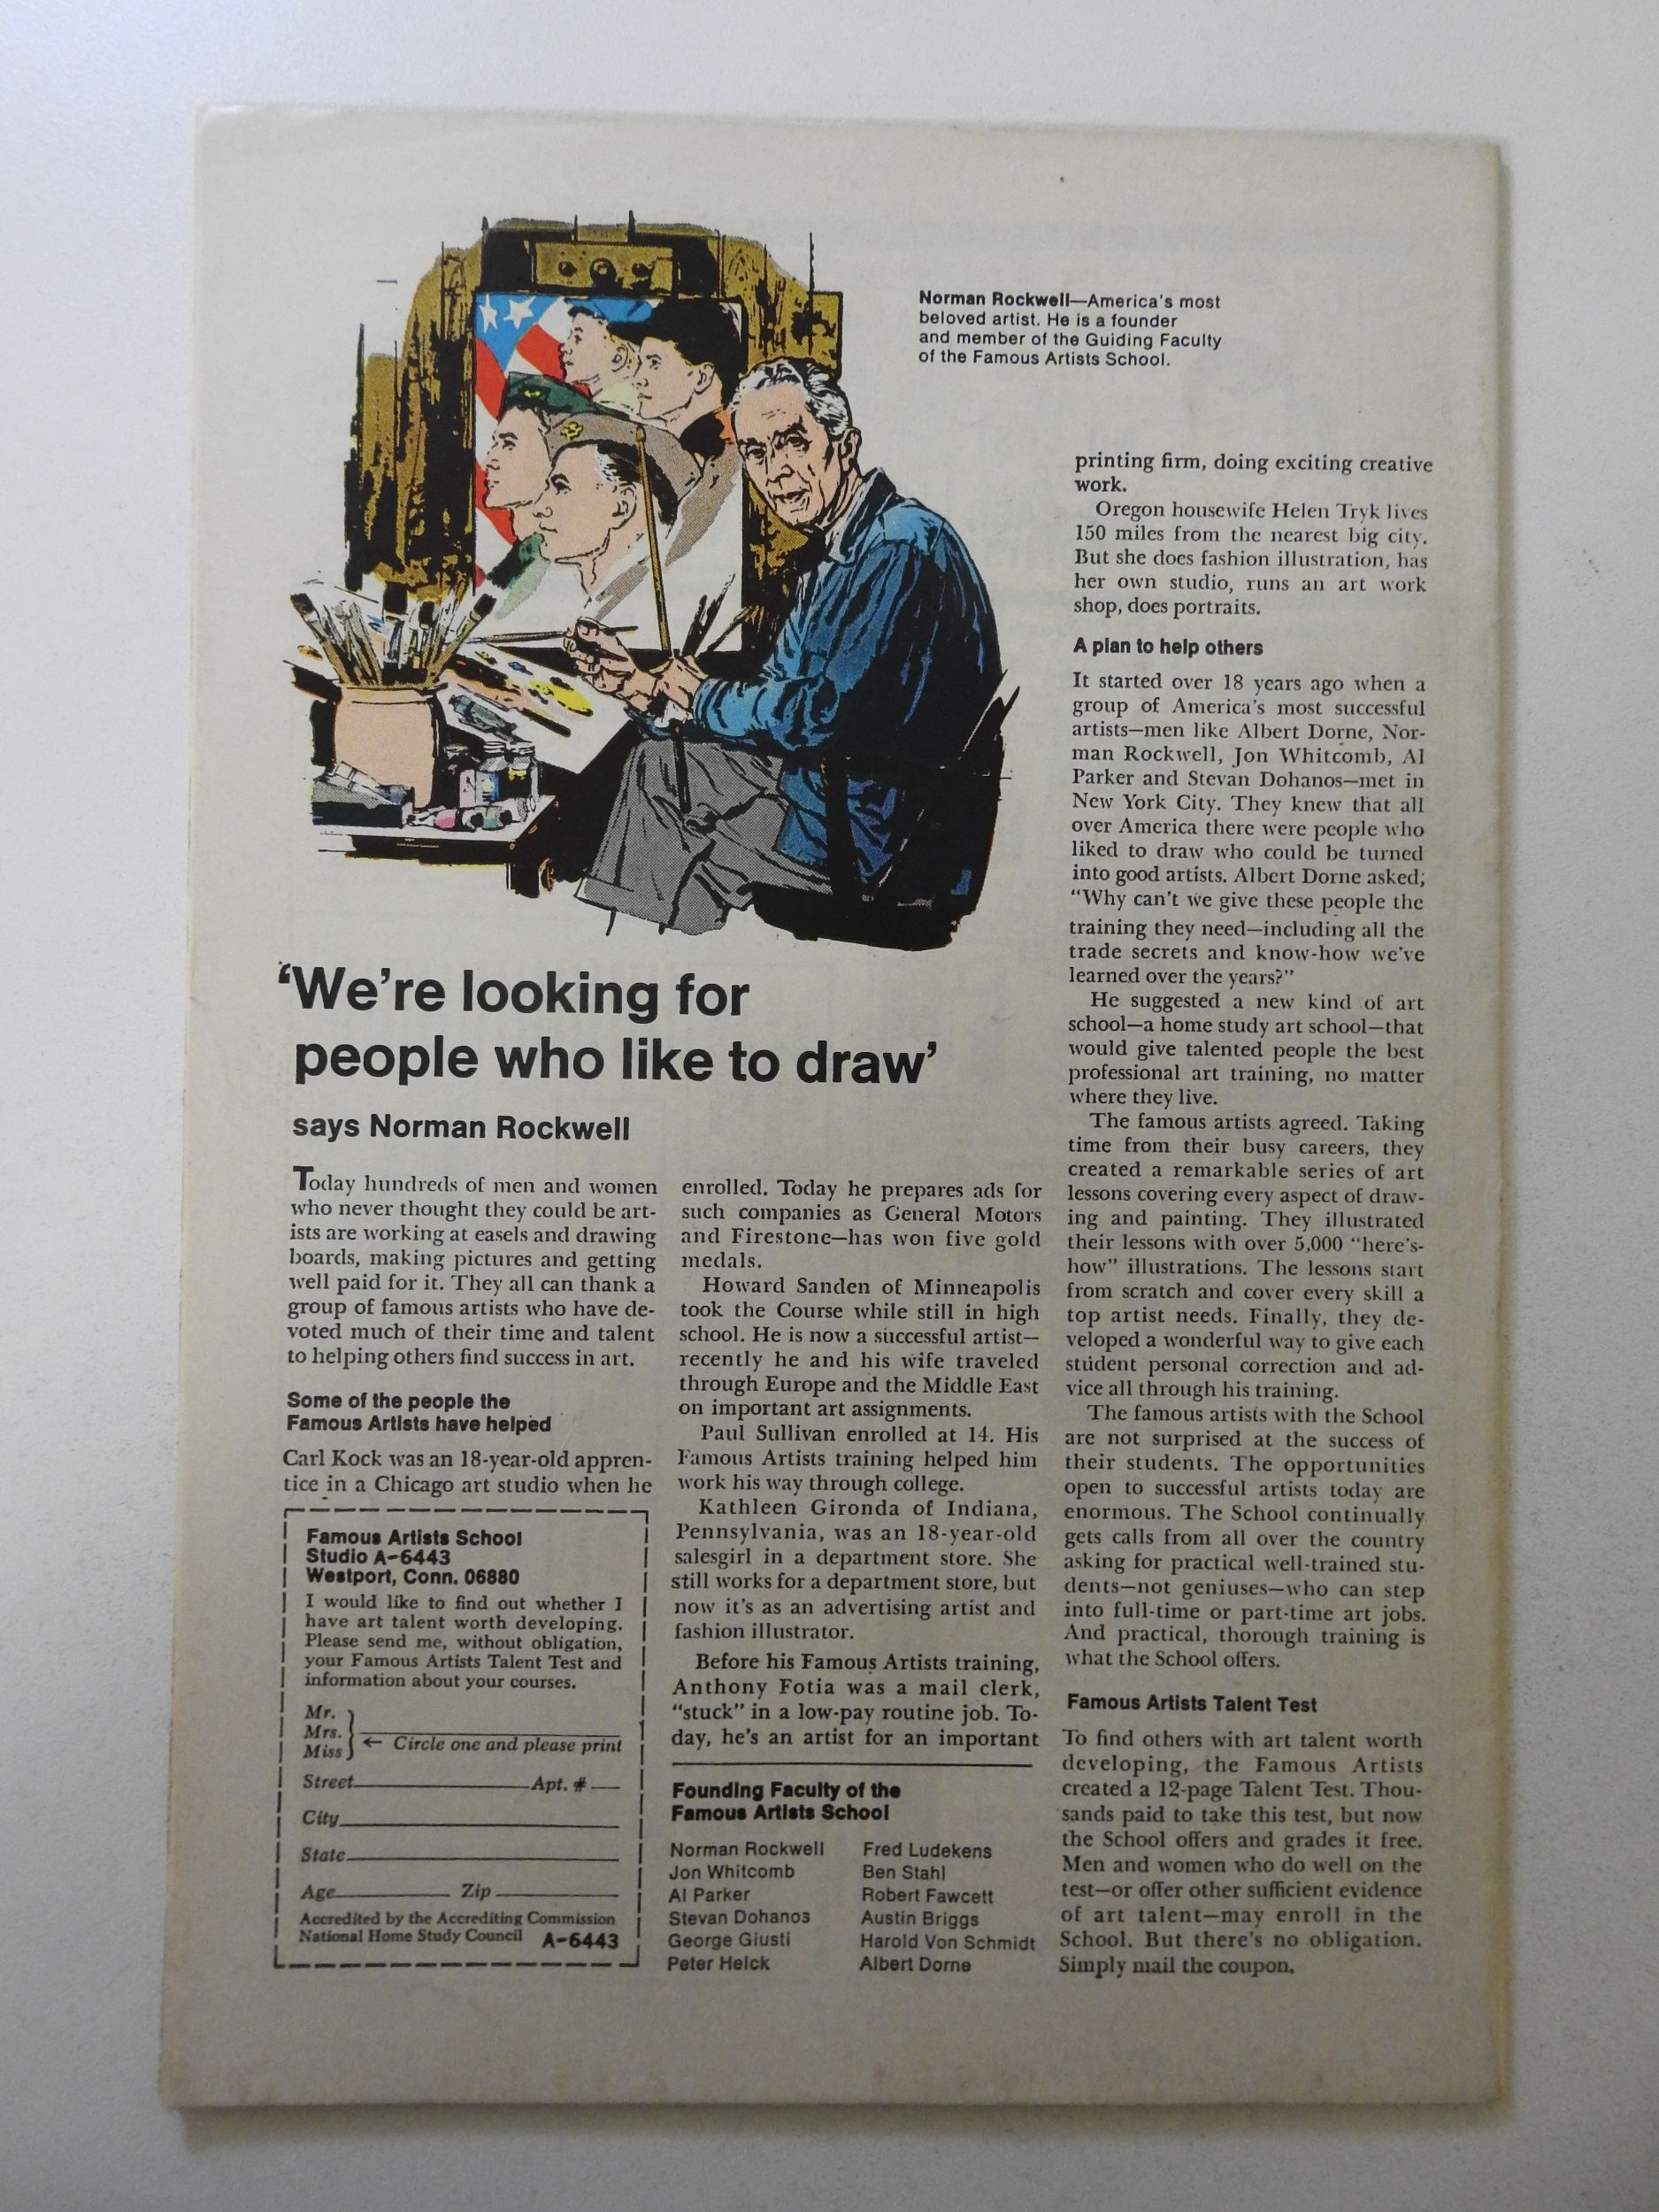 Norman Rockwell—America's most
beloved artist. He is a founder
and member of the Guiding Faculty
of the Famous Artists School.
'We're looking for
people who like to draw'
says Norman Rockwell
Today hundreds of men and women
who never thought they could be art-
ists are working at easels and drawing
boards, making pictures and getting
well paid for it. They all can thank a
group of famous artists who have de-
voted much of their time and talent
to helping others find success in art.
Some of the people the
Famous Artists have helped
Carl Kock was an 18-year-old appren-
tice in a Chicago art studio when he
enrolled. Today he prepares ads for
such companies as General Motors
and Firestone—has won five gold
medals.
Howard Sanden of Minneapolis
took the Course while still in high
school. He is now a successful artist—
recently he and his wife traveled
through Europe and the Middle East
on important art assignments.
Paul Sullivan enrolled at 14. His
Famous Artists training helped him
work his way through college.
Kathleen Gironda of Indiana,
Pennsylvania, was an 18-year-old
salesgirl in a department store. She
still works for a department store, but
now it's as an advertising artist and
fashion illustrator.
Before his Famous Artists training,
Anthony Fotia was a mail clerk,
"stuck" in a low-pay routine job. To-
day, he's an artist for an important
printing firm, doing exciting creative
work.
Oregon housewife Helen Tryk lives
150 miles from the nearest big city.
But she does fashion illustration, has
her own studio, runs an art work
shop, does portraits.
A plan to help others
It started over 18 years ago when a
group of America's most successful
artists—men like Albert Dorne, Nor-
man Rockwell, Jon Whitcomb, Al
Parker and Stevan Dohanos—met in
New York City. They knew that all
over America there were people who
liked to draw who could be turned
into good artists. Albert Dorne asked,
"Why can't we give these people the
training they need—including all the
trade secrets and know-how we've
learned over the years?"
He suggested a new kind of art
school—a home study art school—that
would give talented people the best
professional art training, no matter
where they live.
The famous artists agreed. Taking
time from their busy careers, they
created a remarkable series of art
lessons covering every aspect of draw-
ing and painting. They illustrated
their lessons with over 5,000 "here's-
how" illustrations. The lessons start
from scratch and cover every skill a
top artist needs. Finally, they de-
veloped a wonderful way to give each
student personal correction and ad-
vice all through his training.
The famous artists with the School
are not surprised at the success of
their students. The opportunities
open to successful artists today are
enormous. The School continually
gets calls from all over the country
asking for practical well-trained stu-
dents—not geniuses—who can step
into full-time or part-time art jobs.
And practical, thorough training is
what the School offers.
Famous Artists Talent Test
To find others with art talent worth
developing, the Famous Artists
created a 12-page Talent Test. Thou-
sands paid to take this test, but now
the School offers and grades it free.
Men and women who do well on the
test—or offer other sufficient evidence
of art talent—may enroll in the
School. But there's no obligation.
Simply mail the coupon.
Famous Artists School
Studio A-6443
Westport, Conn. 06880
I would like to find out whether I
have art talent worth developing.
Please send me, without obligation,
your Famous Artists Talent Test and
information about your courses.
Mr.
Mrs.
Miss
← Circle one and please print
Street Apt. #
City
State
Age Zip
Accredited by the Accrediting Commission
National Home Study Council A-6443
Founding Faculty of the
Famous Artists School
Norman Rockwell
Jon Whitcomb
Al Parker
Stevan Dohanos
George Giusti
Peter Helck
Fred Ludekens
Ben Stahl
Robert Fawcett
Austin Briggs
Harold Von Schmidt
Albert Dorne